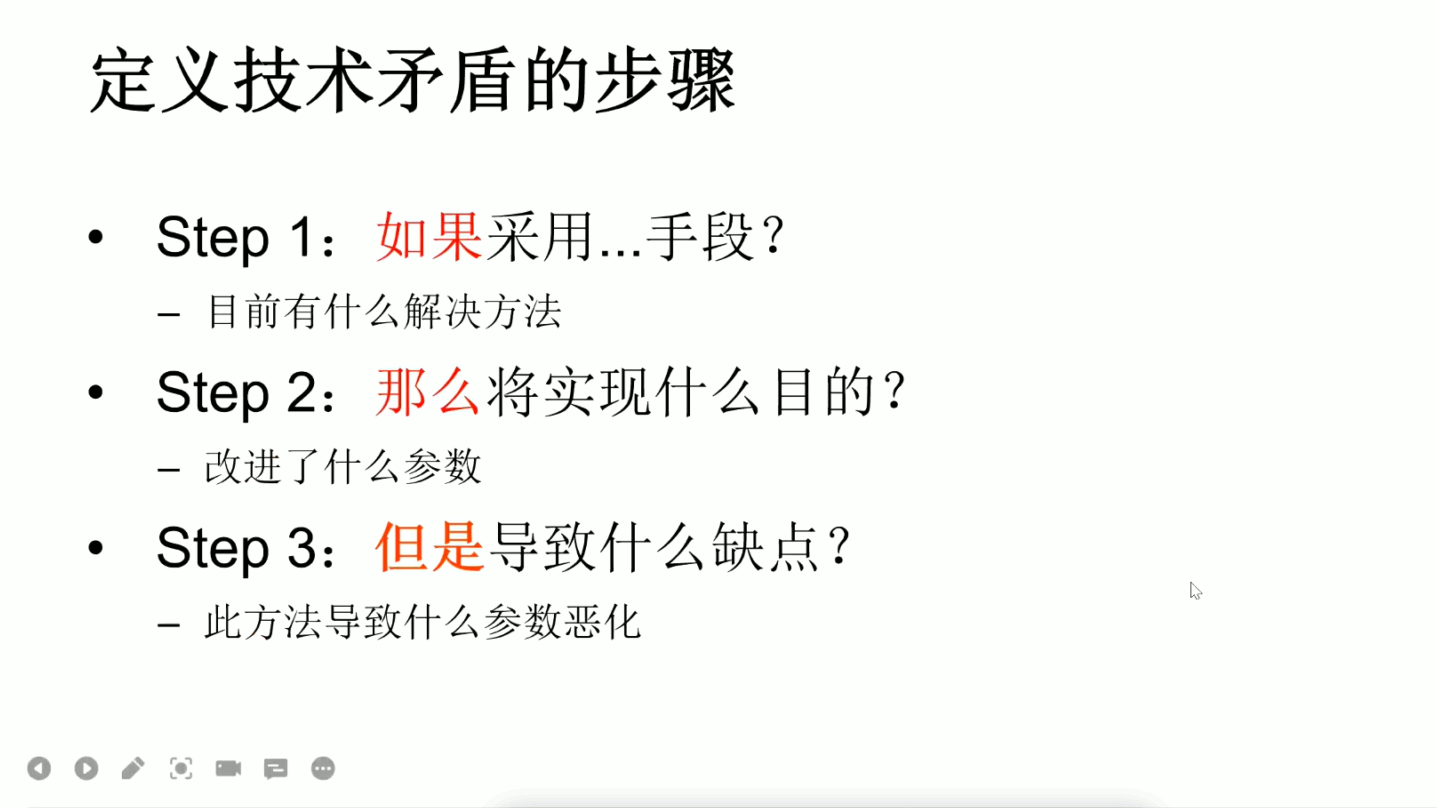 定义技术矛盾的步骤
• Step 1：如果采用...手段？
– 目前有什么解决方法
• Step 2：那么将实现什么目的？
– 改进了什么参数
• Step 3：但是导致什么缺点？
– 此方法导致什么参数恶化